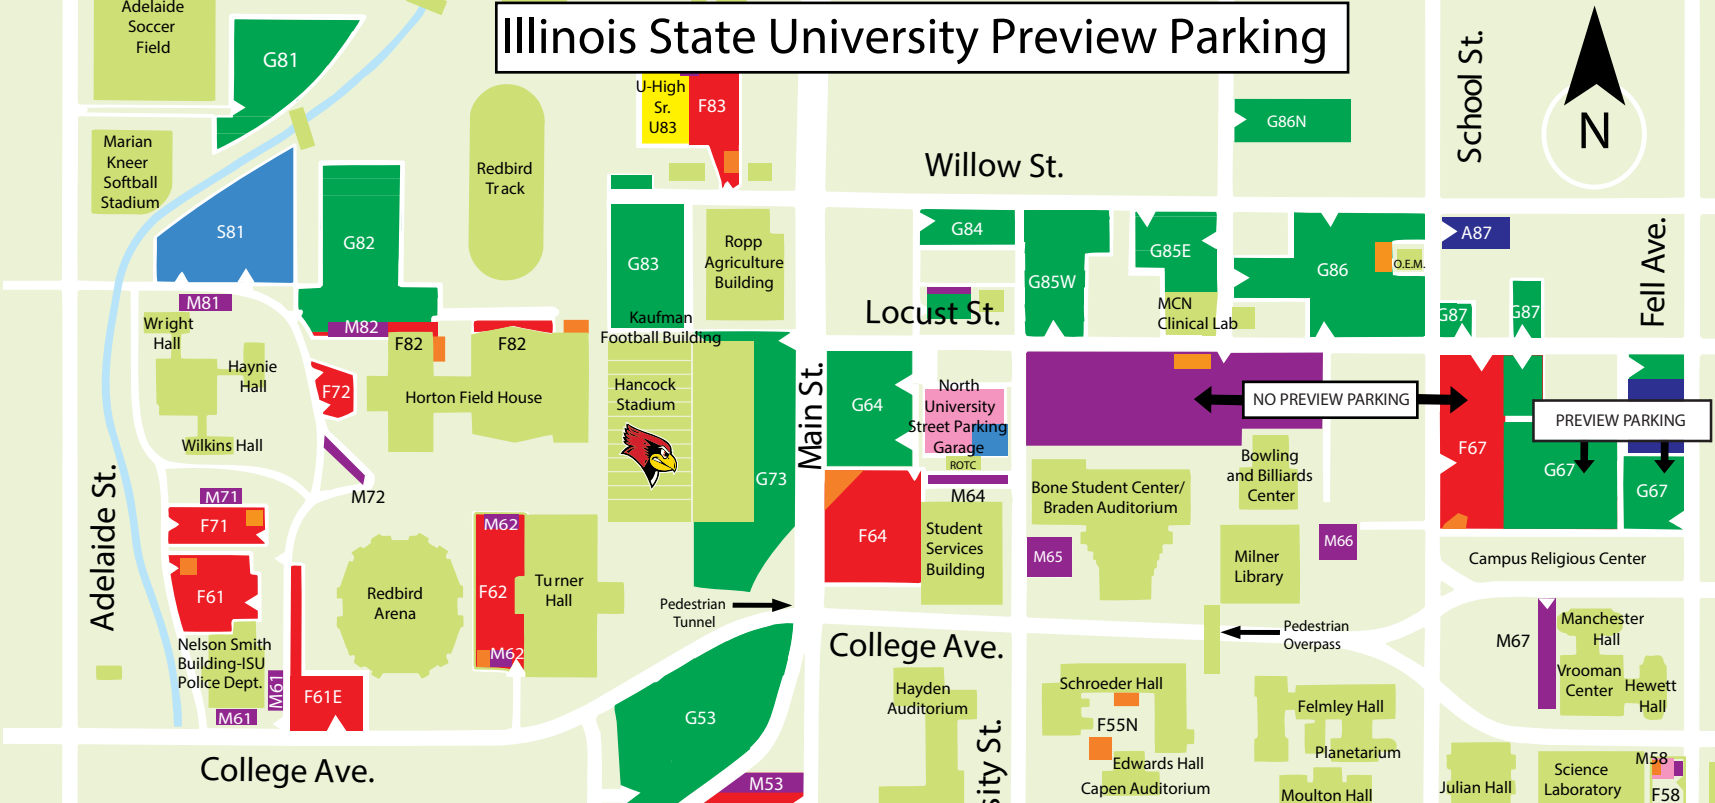 Illinois State University Preview Parking
Adelaide
Soccer
Field
G81
U-High
Sr.
U83
F83
G86N
School St.
N
Marian
Kneer
Softball
Stadium
Redbird
Track
Willow St.
S81
G82
G83
Ropp
Agriculture
Building
G84
G85W
G85E
G86
O.E.M.
A87
Fell Ave.
M81
M82
Wright
Hall
F82
F82
Kaufman
Football Building
Locust St.
MCN
Clinical Lab
G87
G87
Haynie
Hall
F72
Horton Field House
Hancock
Stadium
Main St.
G64
North
University
Street Parking
Garage
ROTC
NO PREVIEW PARKING
PREVIEW PARKING
Wilkins Hall
Adelaide St.
M72
M71
F71
G73
M64
Bone Student Center/
Braden Auditorium
Bowling
and Billiards
Center
F67
G67
G67
M62
F62
M62
Turner
Hall
F64
Student
Services
Building
M65
Milner
Library
M66
Campus Religious Center
F61
Redbird
Arena
Pedestrian
Tunnel
College Ave.
Pedestrian
Overpass
M67
Manchester
Hall
Vrooman
Center
Hewett
Hall
Nelson Smith
Building-ISU
Police Dept.
M61
M61
F61E
G53
Hayden
Auditorium
sity St.
Schroeder Hall
F55N
Edwards Hall
Capen Auditorium
Felmley Hall
Planetarium
Moulton Hall
College Ave.
M53
Julian Hall
Science
Laboratory
M58
F58